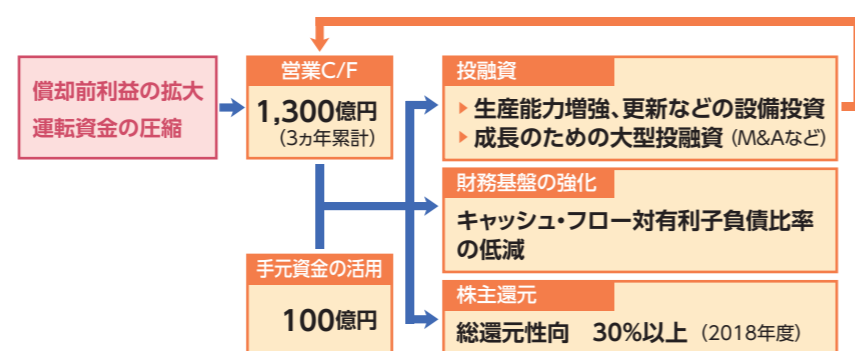 償却前利益の拡大
運転資金の圧縮
営業C/F
1,300億円
(3ヵ年累計)
手元資金の活用
100億円
投融資
▶生産能力増強、更新などの設備投資
▶成長のための大型投融資（M&Aなど）
財務基盤の強化
キャッシュ・フロー対有利子負債比率
の低減
株主還元
総還元性向　30%以上（2018年度）